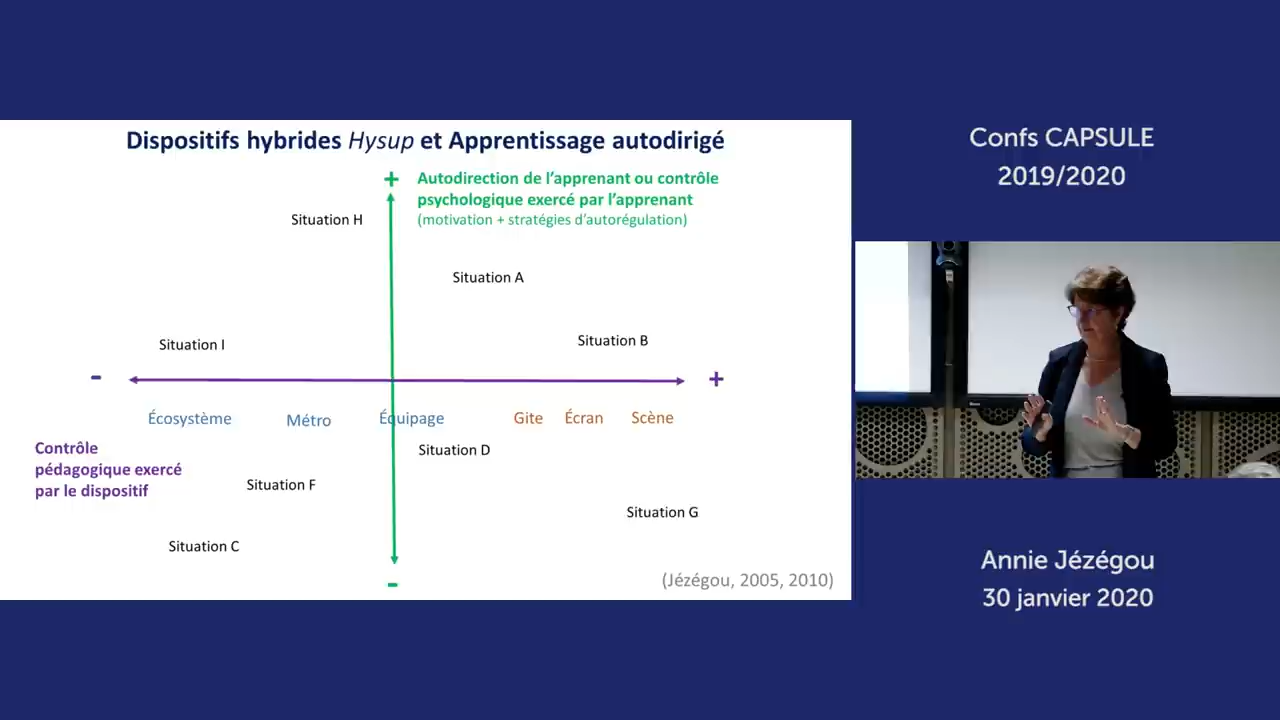 Dispositifs hybrides Hysup et Apprentissage autodirigé
+
Autodirection de l’apprenant ou contrôle
psychologique exercé par l’apprenant
(motivation + stratégies d’autorégulation)
Situation H
Situation A
Situation I
Situation B
-
+
Écosystème
Métro
Équipage
Gite
Écran
Scène
Contrôle
pédagogique exercé
par le dispositif
Situation D
Situation F
Situation G
Situation C
-
(Jézégou, 2005, 2010)
Confs CAPSULE
2019/2020
Annie Jézégou
30 janvier 2020